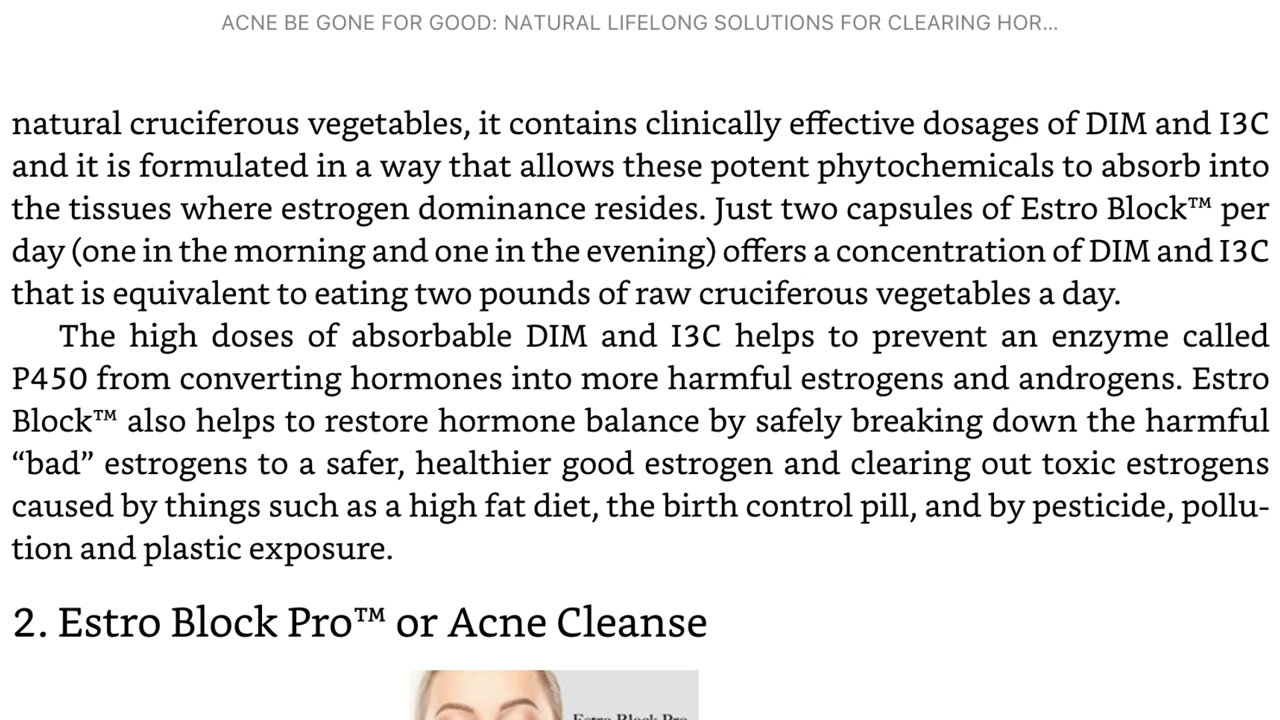 ACNE BE GONE FOR GOOD: NATURAL LIFELONG SOLUTIONS FOR CLEARING HOR...
natural cruciferous vegetables, it contains clinically effective dosages of DIM and I3C
and it is formulated in a way that allows these potent phytochemicals to absorb into
the tissues where estrogen dominance resides. Just two capsules of Estro Block™ per
day (one in the morning and one in the evening) offers a concentration of DIM and I3C
that is equivalent to eating two pounds of raw cruciferous vegetables a day.
The high doses of absorbable DIM and I3C helps to prevent an enzyme called
P450 from converting hormones into more harmful estrogens and androgens. Estro
Block™ also helps to restore hormone balance by safely breaking down the harmful
“bad” estrogens to a safer, healthier good estrogen and clearing out toxic estrogens
caused by things such as a high fat diet, the birth control pill, and by pesticide, pollu-
tion and plastic exposure.
2. Estro Block Pro™ or Acne Cleanse
Estro Block Pro